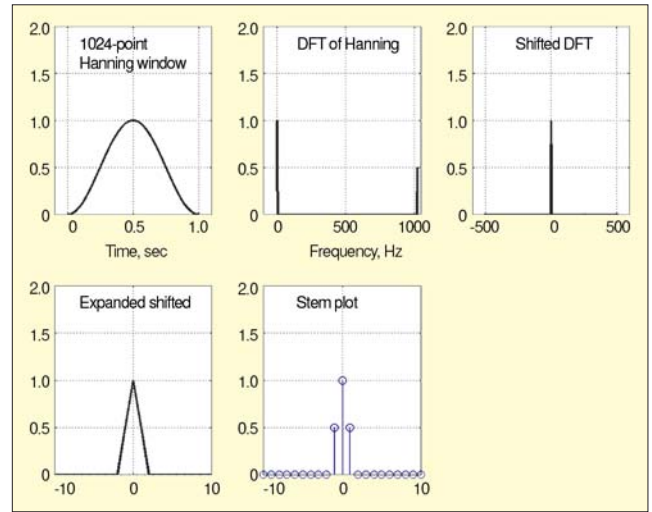 2.0
1024-point
Hanning window
1.5
1.0
0.5
0
0 0.5 1.0
Time, sec
2.0
DFT of Hanning
1.5
1.0
0.5
0
0 500 1000
Frequency, Hz
2.0
Shifted DFT
1.5
1.0
0.5
0
-500 0 500
2.0
Expanded shifted
1.5
1.0
0.5
0
-10 0 10
2.0
Stem plot
1.5
1.0
0.5
0
-10 0 10